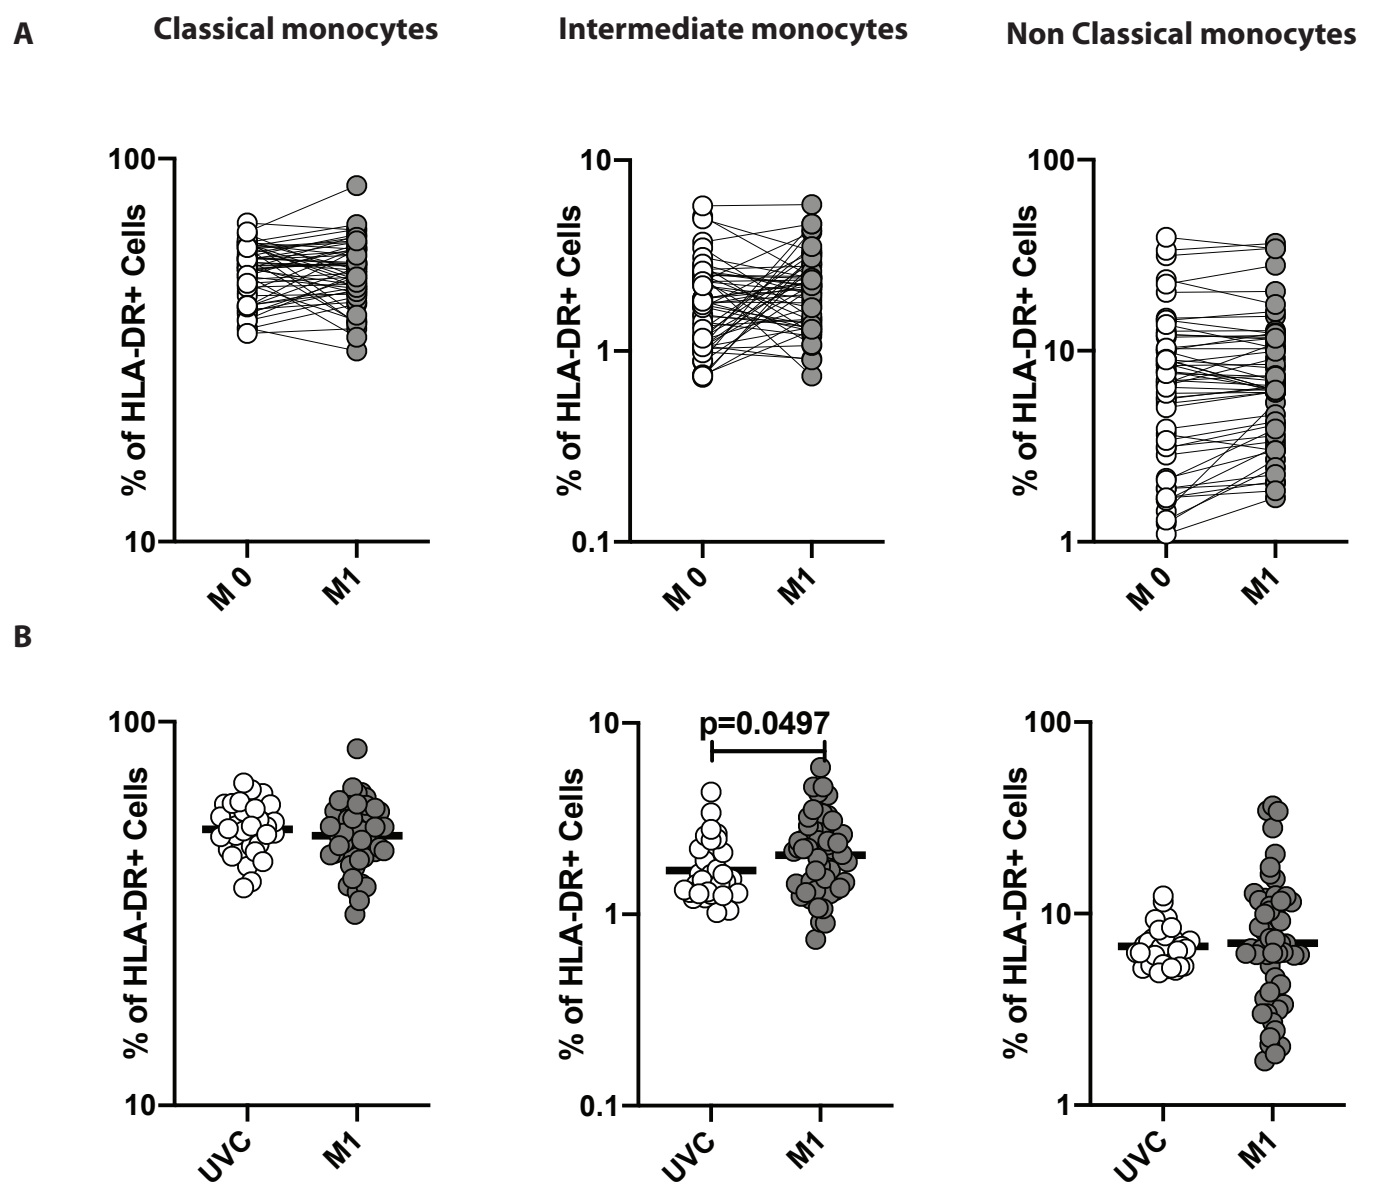 A
Classical monocytes
Intermediate monocytes
Non Classical monocytes
100
10
% of HLA-DR+ Cells
M 0
M1
10
1
0.1
% of HLA-DR+ Cells
M 0
M1
100
10
1
% of HLA-DR+ Cells
M 0
M1
B
100
10
% of HLA-DR+ Cells
UVC
M1
p=0.0497
10
1
0.1
% of HLA-DR+ Cells
UVC
M1
100
10
1
% of HLA-DR+ Cells
UVC
M1